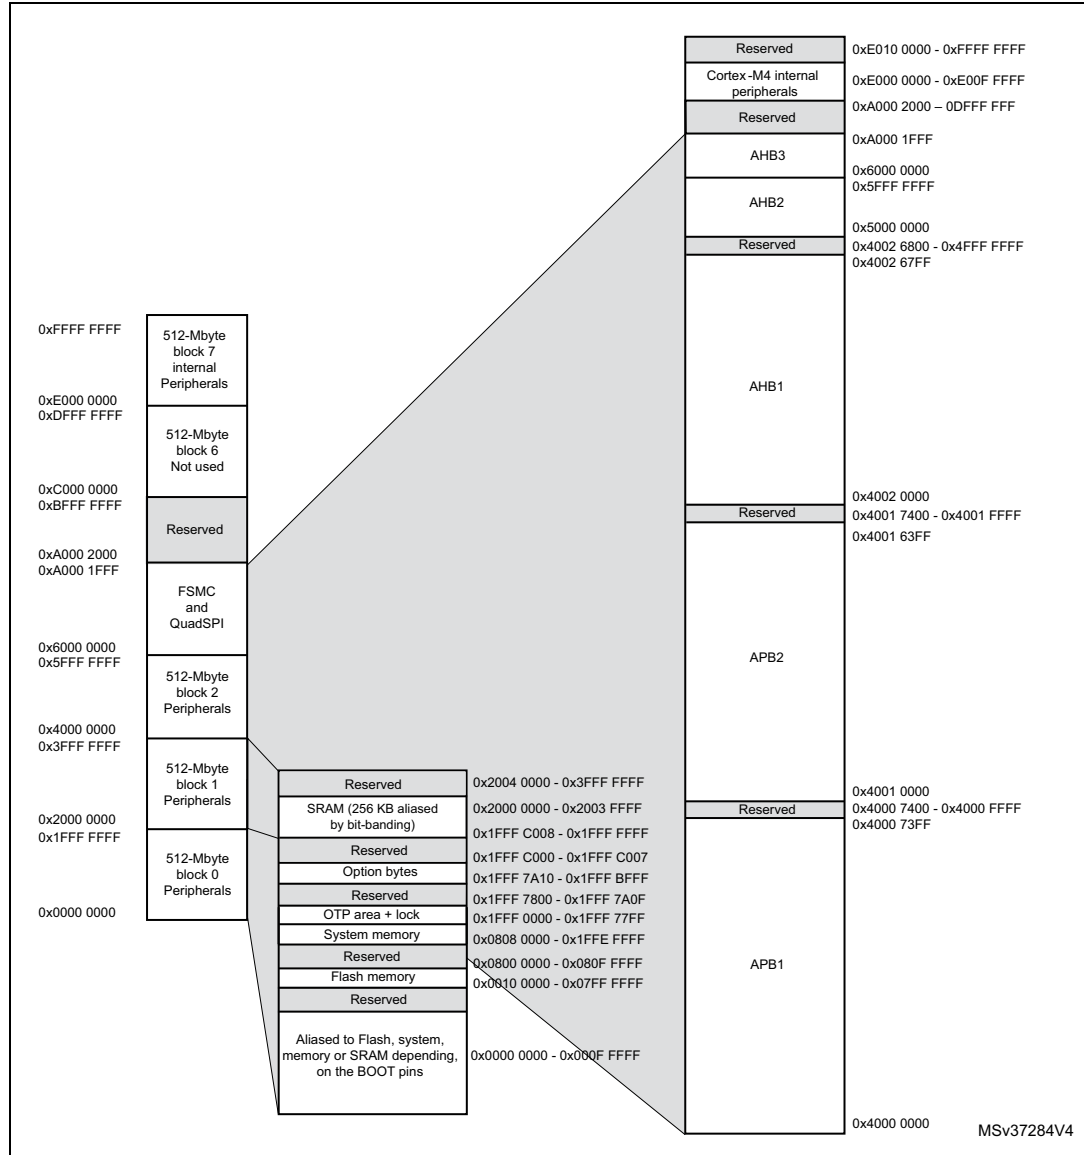 Reserved
0xE010 0000 - 0xFFFF FFFF
Cortex-M4 internal
peripherals
0xE000 0000 - 0xE00F FFFF
Reserved
0xA000 2000 – 0DFFF FFF
0xA000 1FFF
AHB3
0x6000 0000
0x5FFF FFFF
AHB2
0x5000 0000
Reserved
0x4002 6800 - 0x4FFF FFFF
0x4002 67FF
AHB1
0x4002 0000
Reserved
0x4001 7400 - 0x4001 FFFF
0x4001 63FF
APB2
0x4001 0000
Reserved
0x4000 7400 - 0x4000 FFFF
0x4000 73FF
APB1
0x4000 0000
0xFFFF FFFF
512-Mbyte
block 7
internal
Peripherals
0xE000 0000
0xDFFF FFFF
512-Mbyte
block 6
Not used
0xC000 0000
0xBFFF FFFF
Reserved
0xA000 2000
0xA000 1FFF
FSMC
and
QuadSPI
0x6000 0000
0x5FFF FFFF
512-Mbyte
block 2
Peripherals
0x4000 0000
0x3FFF FFFF
512-Mbyte
block 1
Peripherals
0x2000 0000
0x1FFF FFFF
512-Mbyte
block 0
Peripherals
0x0000 0000
Reserved
0x2004 0000 - 0x3FFF FFFF
SRAM (256 KB aliased
by bit-banding)
0x2000 0000 - 0x2003 FFFF
0x1FFF C008 - 0x1FFF FFFF
Reserved
0x1FFF C000 - 0x1FFF C007
Option bytes
0x1FFF 7A10 - 0x1FFF BFFF
Reserved
0x1FFF 7800 - 0x1FFF 7A0F
OTP area + lock
0x1FFF 0000 - 0x1FFF 77FF
System memory
0x0808 0000 - 0x1FFE FFFF
Reserved
0x0800 0000 - 0x080F FFFF
Flash memory
0x0010 0000 - 0x07FF FFFF
Reserved
Aliased to Flash, system,
memory or SRAM depending,
on the BOOT pins
0x0000 0000 - 0x000F FFFF
MSv37284V4